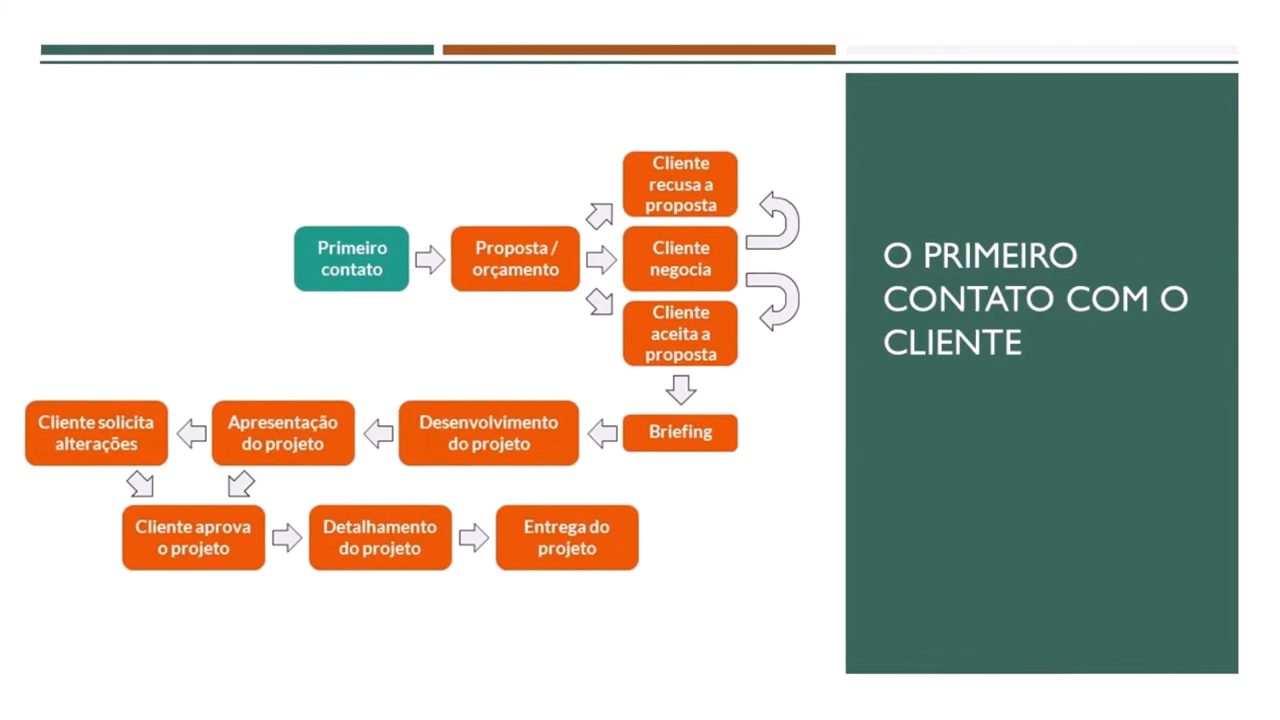 Primeiro
contato
Proposta /
orçamento
Cliente
recusa a
proposta
Cliente
negocia
Cliente
aceita a
proposta
Briefing
Desenvolvimento
do projeto
Apresentação
do projeto
Cliente solicita
alterações
Cliente aprova
o projeto
Detalhamento
do projeto
Entrega do
projeto
O PRIMEIRO
CONTATO COM O
CLIENTE